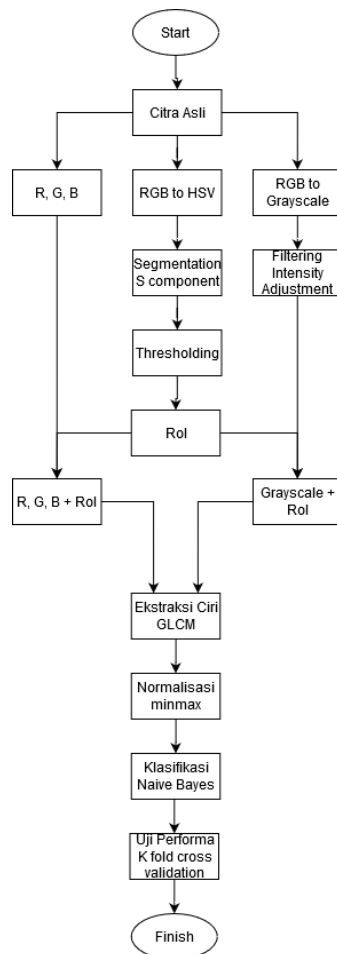 Start
Citra Asli
R, G, B
RGB to HSV
RGB to
Grayscale
Segmentation
S component
Filtering
Intensity
Adjustment
Thresholding
RoI
R, G, B + RoI
Grayscale +
RoI
Ekstraksi Ciri
GLCM
Normalisasi
minmax
Klasifikasi
Naive Bayes
Uji Performa
K fold cross
validation
Finish